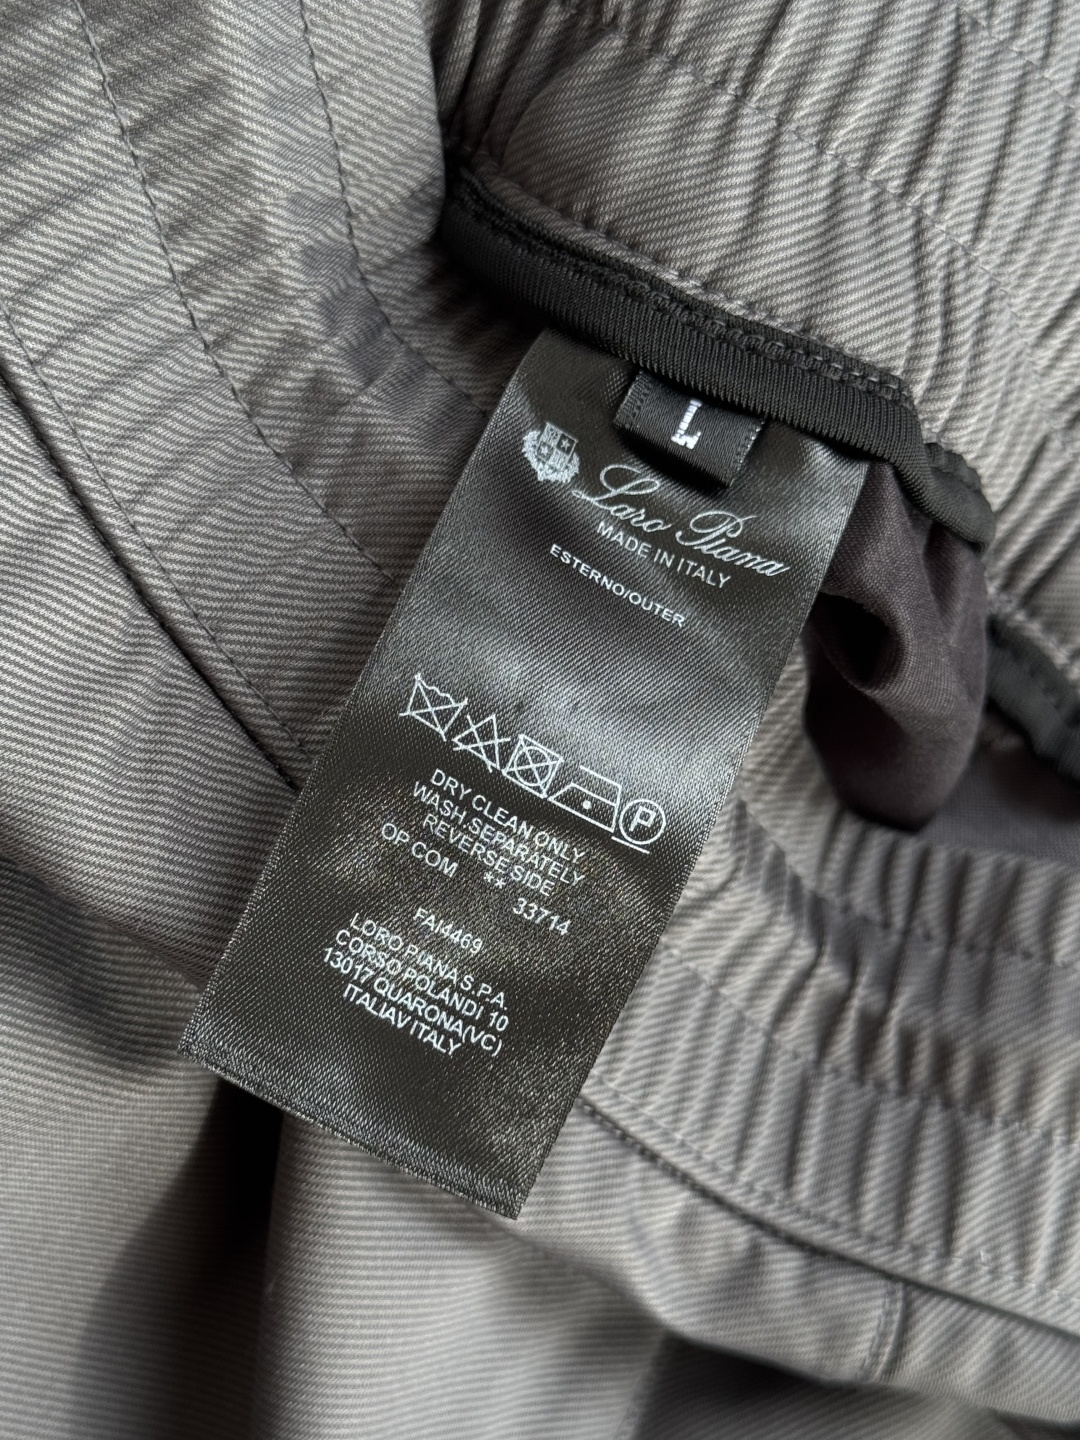 L
Loro Piana
MADE IN ITALY
ESTERNO/OUTER
P
DRY CLEAN ONLY
WASH SEPARATELY
REVERSE SIDE
OP COM ** 33714
FAI4469
LORO PIANA S.P.A.
CORSO POLANDI 10
13017 QUARONA(VC)
ITALIAV ITALY